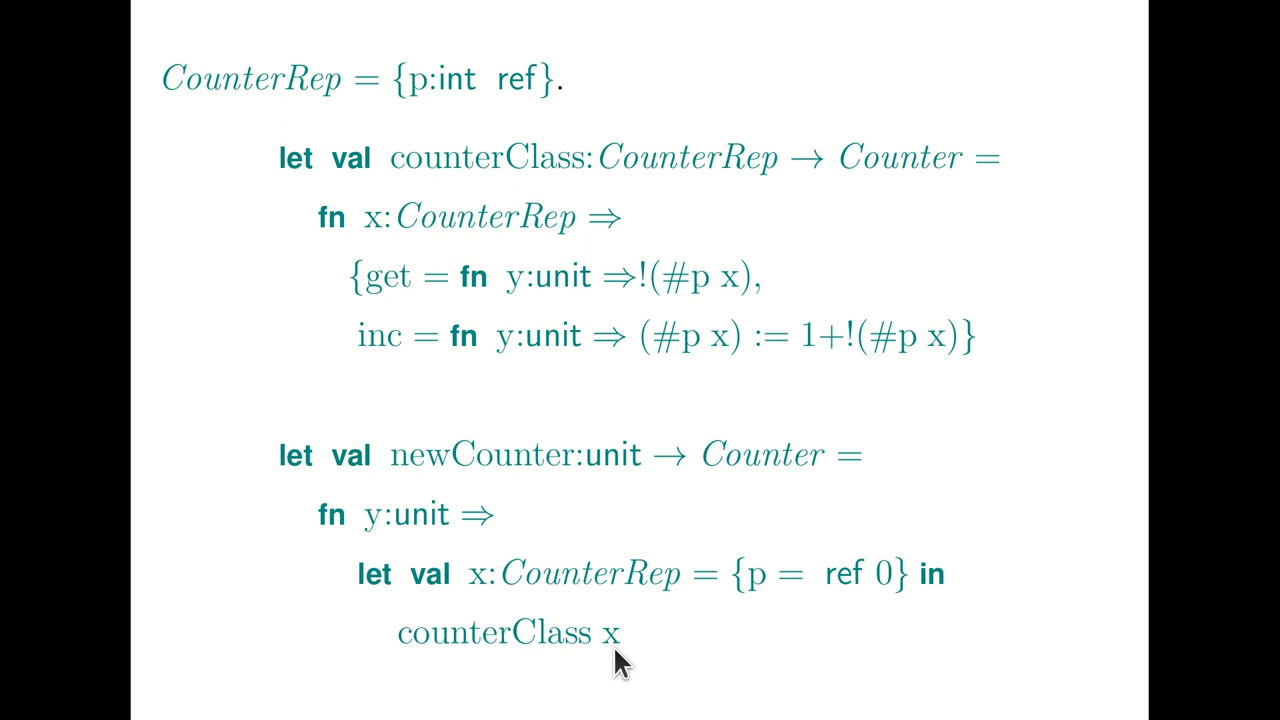 CounterRep = {p:int ref}.
let val counterClass:CounterRep → Counter =
fn x:CounterRep ⇒
{get = fn y:unit ⇒!(#p x),
inc = fn y:unit ⇒ (#p x) := 1+!(#p x)}
let val newCounter:unit → Counter =
fn y:unit ⇒
let val x:CounterRep = {p = ref 0} in
counterClass x